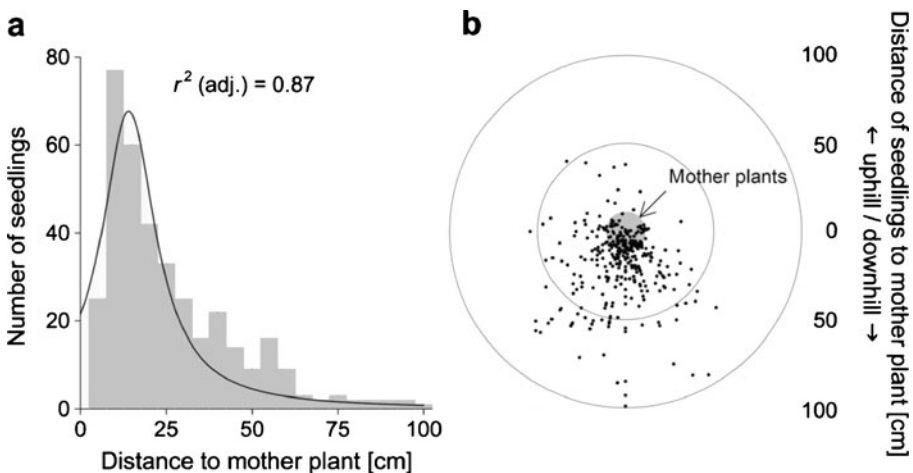 a
80
60
40
20
0
Number of seedlings
r² (adj.) = 0.87
0
25
50
75
100
Distance to mother plant [cm]
b
Mother plants
100
50
0
50
100
Distance of seedlings to mother plant [cm]
← uphill / downhill →